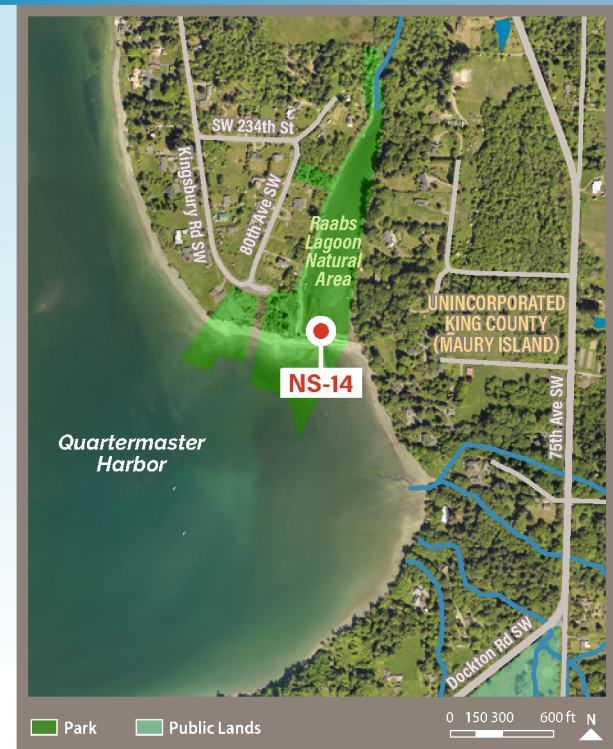 SW 234th St
Kingsbury Rd SW
80th Ave SW
Raabs
Lagoon
Natural
Area
UNINCORPORATED
KING COUNTY
(MAURY ISLAND)
NS-14
75th Ave SW
Quartermaster
Harbor
Dockton Rd SW
Park
Public Lands
0 150 300 600 ft
N